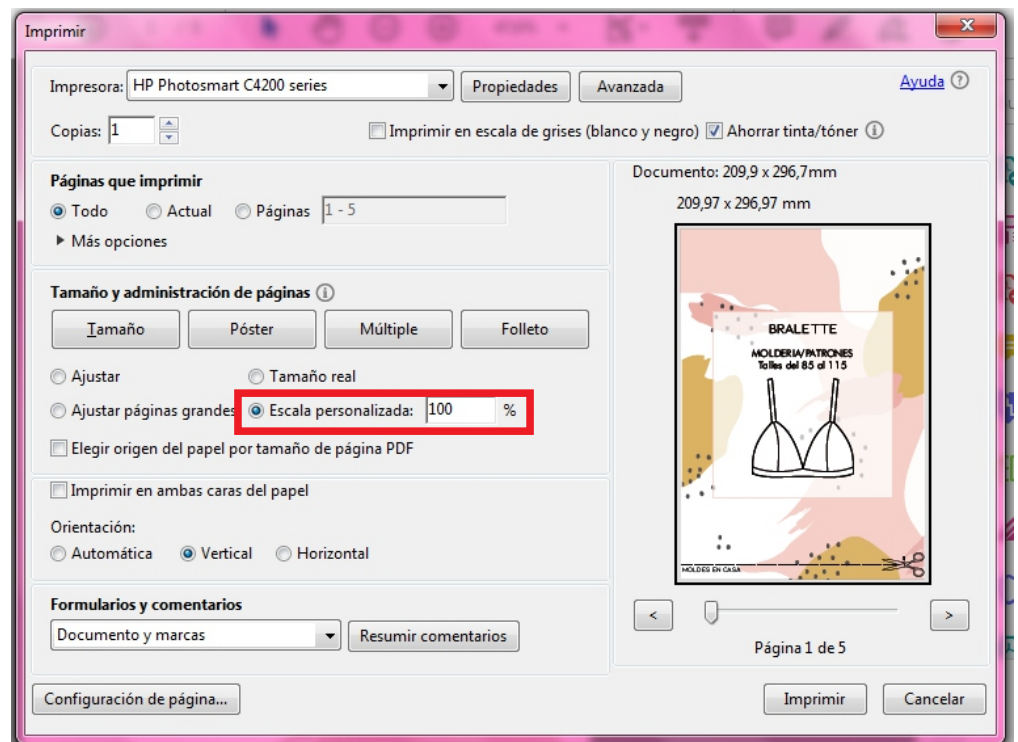 Imprimir
Impresora: HP Photosmart C4200 series Propiedades Avanzada Ayuda
Copias: 1 Imprimir en escala de grises (blanco y negro) Ahorrar tinta/tóner
Páginas que imprimir
Todo Actual Páginas 1 - 5
Más opciones
Tamaño y administración de páginas
Tamaño Póster Múltiple Folleto
Ajustar Tamaño real
Ajustar páginas grandes Escala personalizada: 100 %
Elegir origen del papel por tamaño de página PDF
Imprimir en ambas caras del papel
Orientación:
Automática Vertical Horizontal
Formularios y comentarios
Documento y marcas Resumir comentarios
Documento: 209,9 x 296,7mm
209,97 x 296,97 mm
BRALETTE
MOLDERIA/PATRONES
Talles del 85 al 115
MOLDES EN CASA
< >
Página 1 de 5
Configuración de página... Imprimir Cancelar